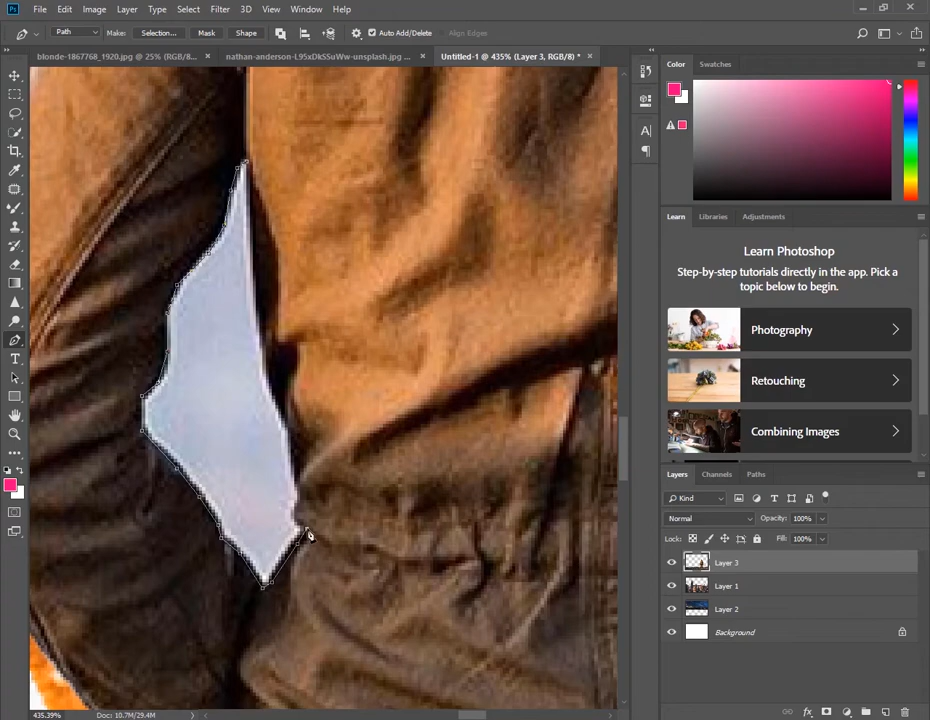 Ps File Edit Image Layer Type Select Filter 3D View Window Help
Path Make: Selection... Mask Shape Auto Add/Delete Align Edges
blonde-1867768_1920.jpg @ 25% (RGB/8... × nathan-anderson-L95xDkSSuWw-unsplash.jpg ... × Untitled-1 @ 435% (Layer 3, RGB/8) * ×
Color Swatches
Learn Libraries Adjustments
Learn Photoshop
Step-by-step tutorials directly in the app. Pick a
topic below to begin.
Photography
Retouching
Combining Images
Layers Channels Paths
Kind
Normal Opacity: 100%
Lock: Fill: 100%
Layer 3
Layer 1
Layer 2
Background
435.39% Doc: 10.7M/29.4M